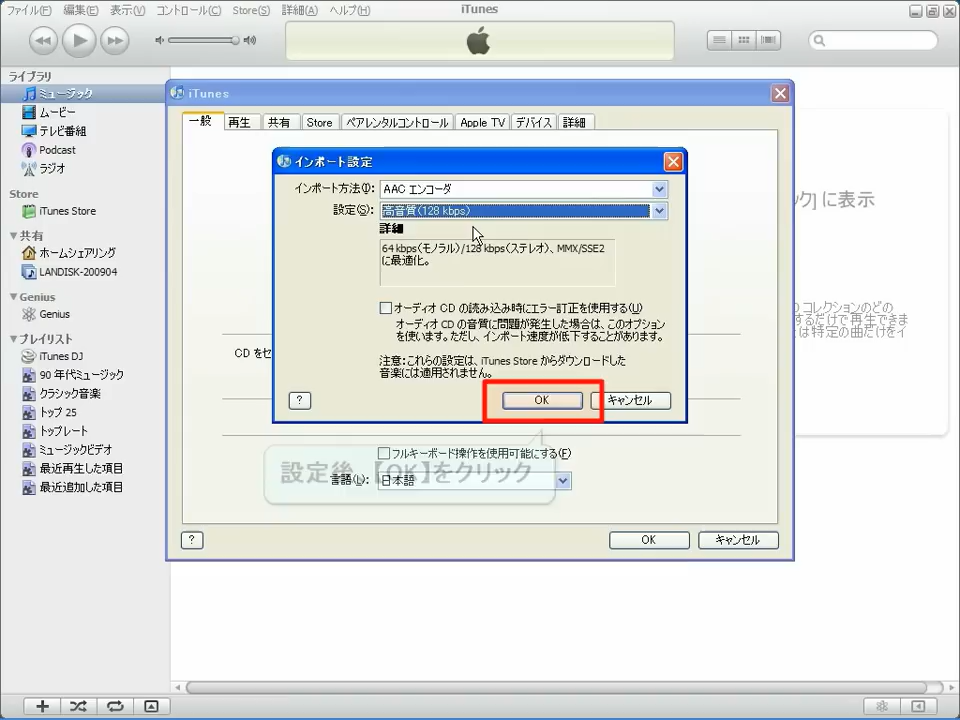 ファイル(F) 編集(E) 表示(V) コントロール(C) Store(S) 詳細(A) ヘルプ(H)
iTunes
ライブラリ
ミュージック
ムービー
テレビ番組
Podcast
ラジオ
Store
iTunes Store
共有
ホームシェアリング
LANDISK-200904
Genius
Genius
プレイリスト
iTunes DJ
90 年代ミュージック
クラシック音楽
トップ 25
トップレート
ミュージックビデオ
最近再生した項目
最近追加した項目
iTunes
一般 再生 共有 Store ペアレンタルコントロール Apple TV デバイス 詳細
インポート設定
インポート方法(I): AAC エンコーダ
設定(S): 高音質(128 kbps)
詳細
64 kbps(モノラル)/128 kbps(ステレオ)、MMX/SSE2
に最適化。
オーディオ CD の読み込み時にエラー訂正を使用する(U)
オーディオ CD の音質に問題が発生した場合は、このオプション
を使います。ただし、インポート速度が低下することがあります。
注意:これらの設定は、iTunes Store からダウンロードした
音楽には適用されません。
? OK キャンセル
CD をセ
フルキーボード操作を使用可能にする(F)
設定後、【OK】をクリック
言語(L): 日本語
? OK キャンセル
ク] に表示
コレクションのどの
するだけで再生できま
は特定の曲だけをイ